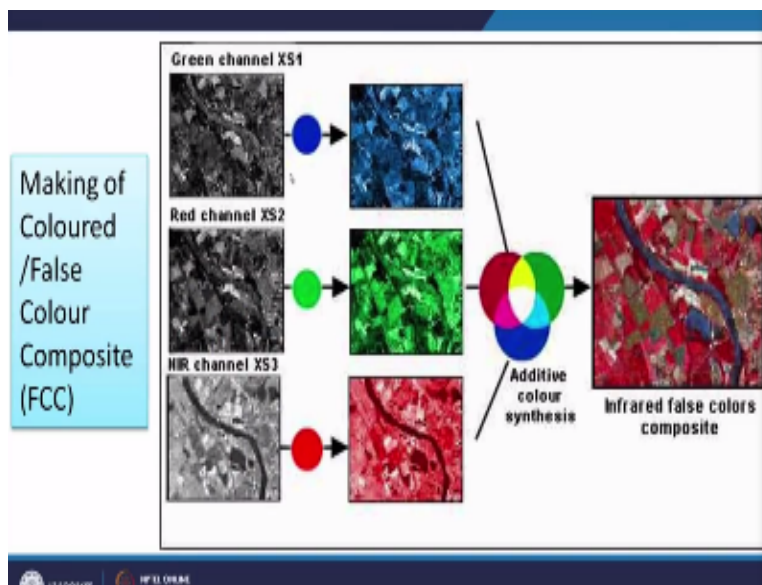 Making of
Coloured
/False
Colour
Composite
(FCC)
Green channel XS1
Red channel XS2
NIR channel XS3
Additive
colour
synthesis
Infrared false colors
composite
NPTEL ONLINE